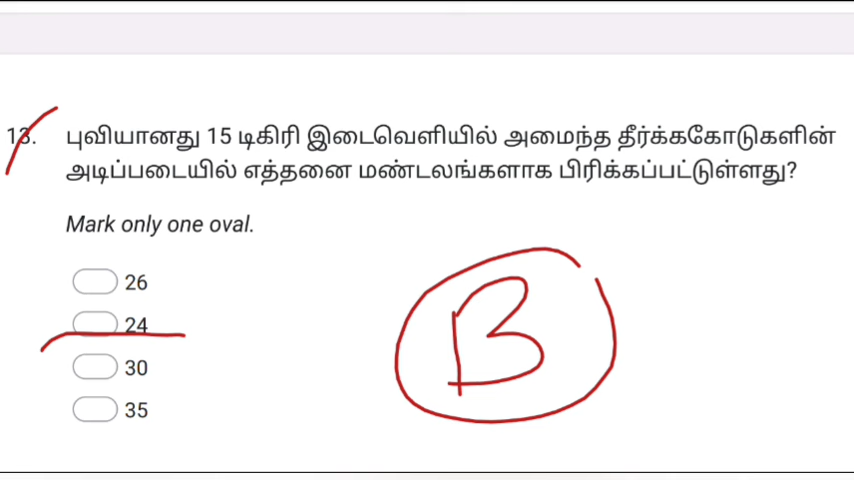 13. புவியானது 15 டிகிரி இடைவெளியில் அமைந்த தீர்க்ககோடுகளின்
அடிப்படையில் எத்தனை மண்டலங்களாக பிரிக்கப்பட்டுள்ளது?
Mark only one oval.
26
24
30
35
B